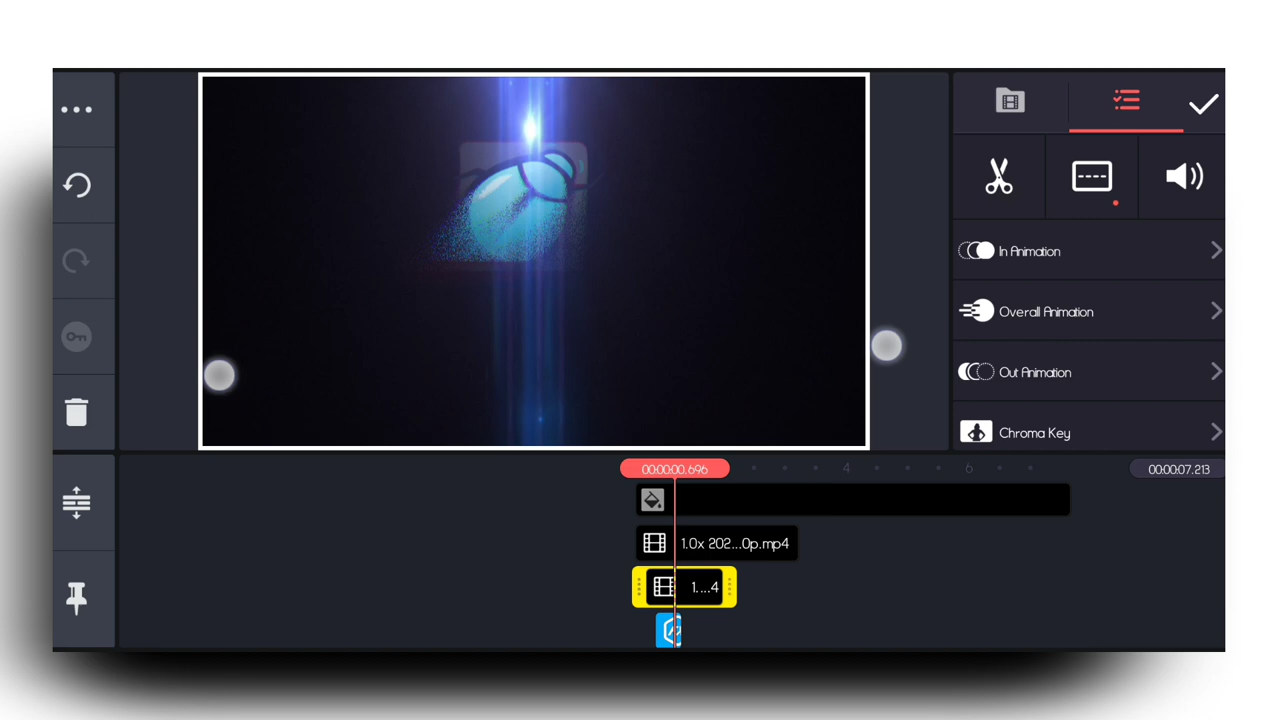 In Animation
Overall Animation
Out Animation
Chroma Key
00:00:00.696
4
6
00:00:07.213
1.0x 202...0p.mp4
1....4